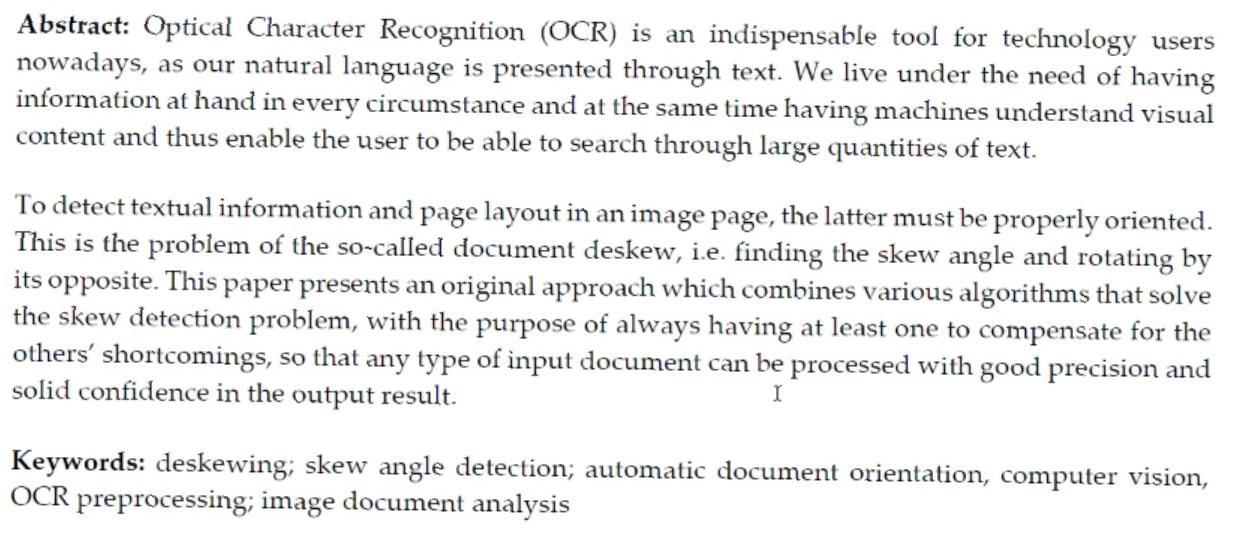 Abstract: Optical Character Recognition (OCR) is an indispensable tool for technology users
nowadays, as our natural language is presented through text. We live under the need of having
information at hand in every circumstance and at the same time having machines understand visual
content and thus enable the user to be able to search through large quantities of text.
To detect textual information and page layout in an image page, the latter must be properly oriented.
This is the problem of the so-called document deskew, i.e. finding the skew angle and rotating by
its opposite. This paper presents an original approach which combines various algorithms that solve
the skew detection problem, with the purpose of always having at least one to compensate for the
others’ shortcomings, so that any type of input document can be processed with good precision and
solid confidence in the output result.
Keywords: deskewing; skew angle detection; automatic document orientation, computer vision,
OCR preprocessing; image document analysis